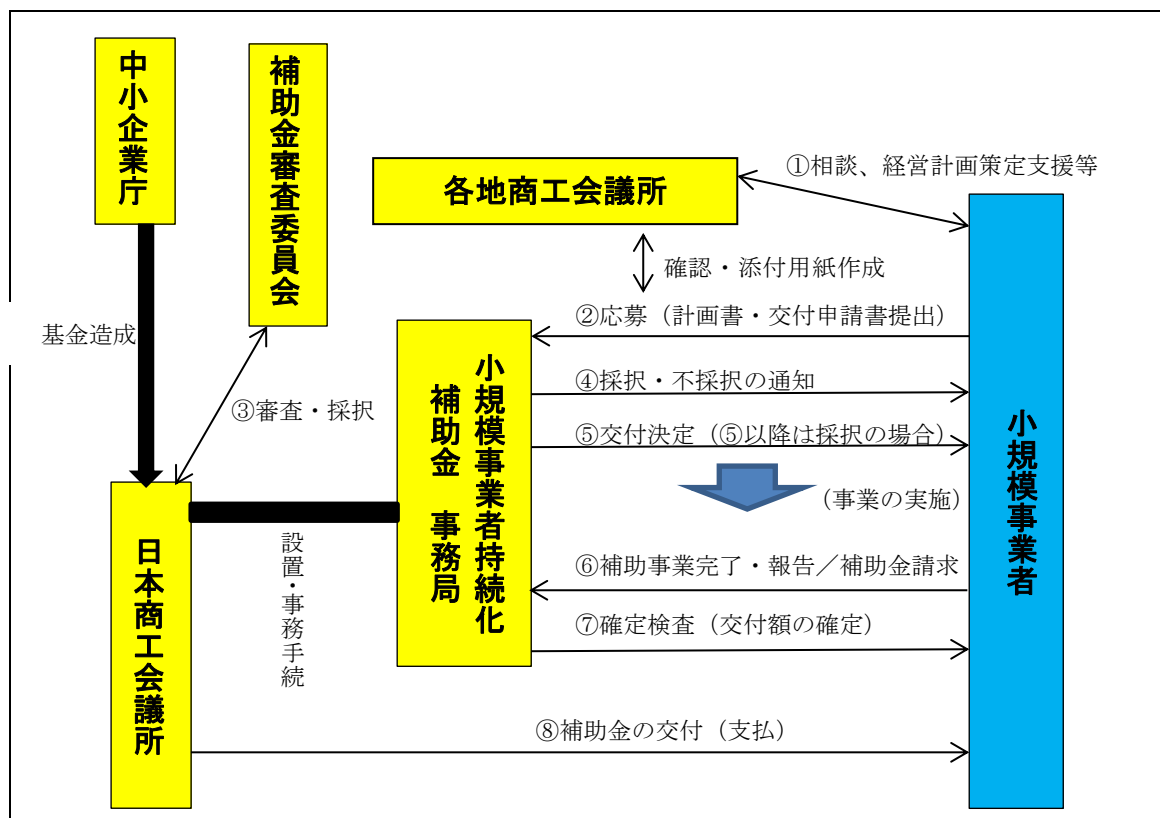 中小企業庁
補助金審査委員会
各地商工会議所
①相談、経営計画策定支援等
確認・添付用紙作成
基金造成
②応募（計画書・交付申請書提出）
③審査・採択
小規模事業者持続化
補助金 事務局
④採択・不採択の通知
⑤交付決定（⑤以降は採択の場合）
（事業の実施）
小規模事業者
日本商工会議所
設置・事務手続
⑥補助事業完了・報告／補助金請求
⑦確定検査（交付額の確定）
⑧補助金の交付（支払）